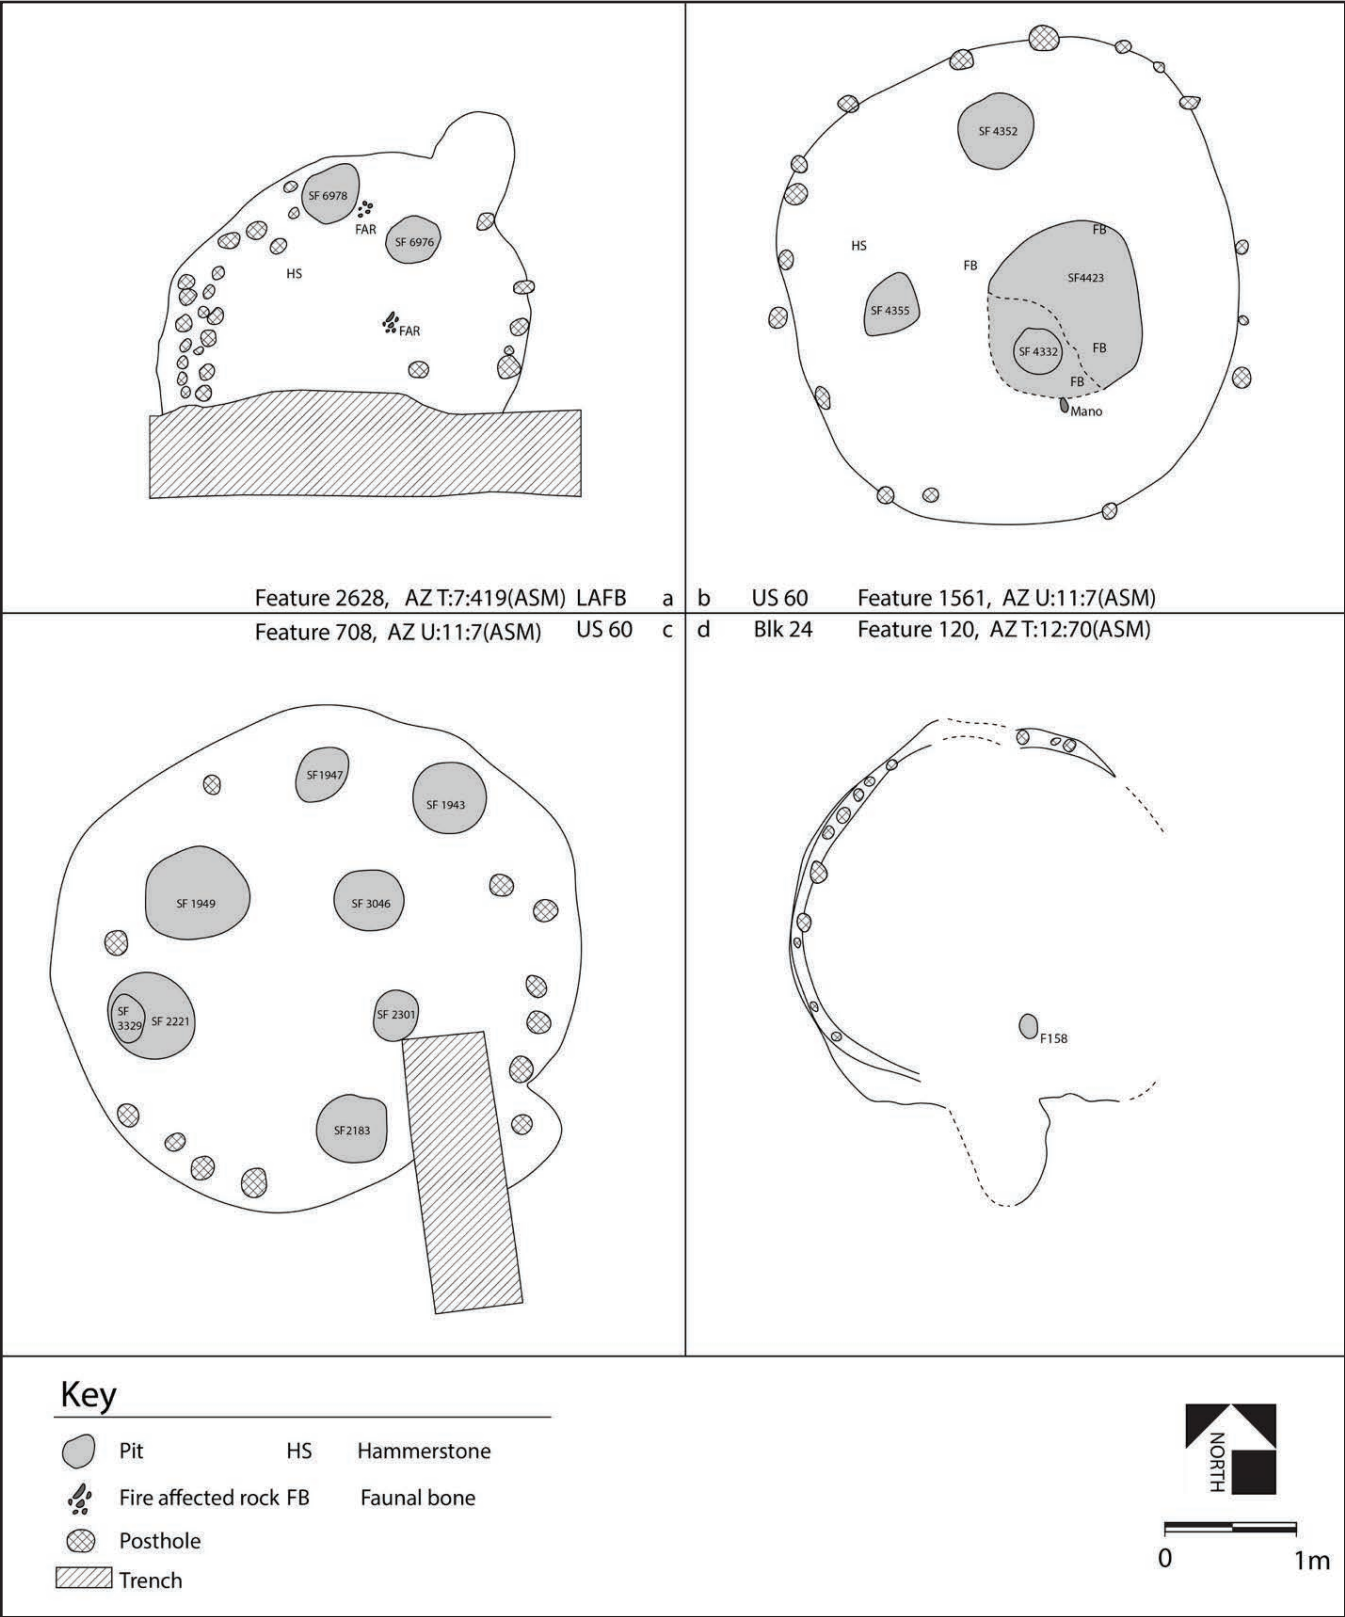 SF 6978
FAR
SF 6976
HS
FAR
Feature 2628, AZ T:7:419(ASM) LAFB a
SF 4352
HS
FB
FB
SF4423
SF 4355
SF 4332
FB
FB
Mano
b US 60 Feature 1561, AZ U:11:7(ASM)
Feature 708, AZ U:11:7(ASM) US 60 c
SF1947
SF 1943
SF 1949
SF 3046
SF
3329
SF 2221
SF 2301
SF2183
d Blk 24 Feature 120, AZ T:12:70(ASM)
F158
Key
Pit HS Hammerstone
Fire affected rock FB Faunal bone
Posthole
Trench
NORTH
0 1m